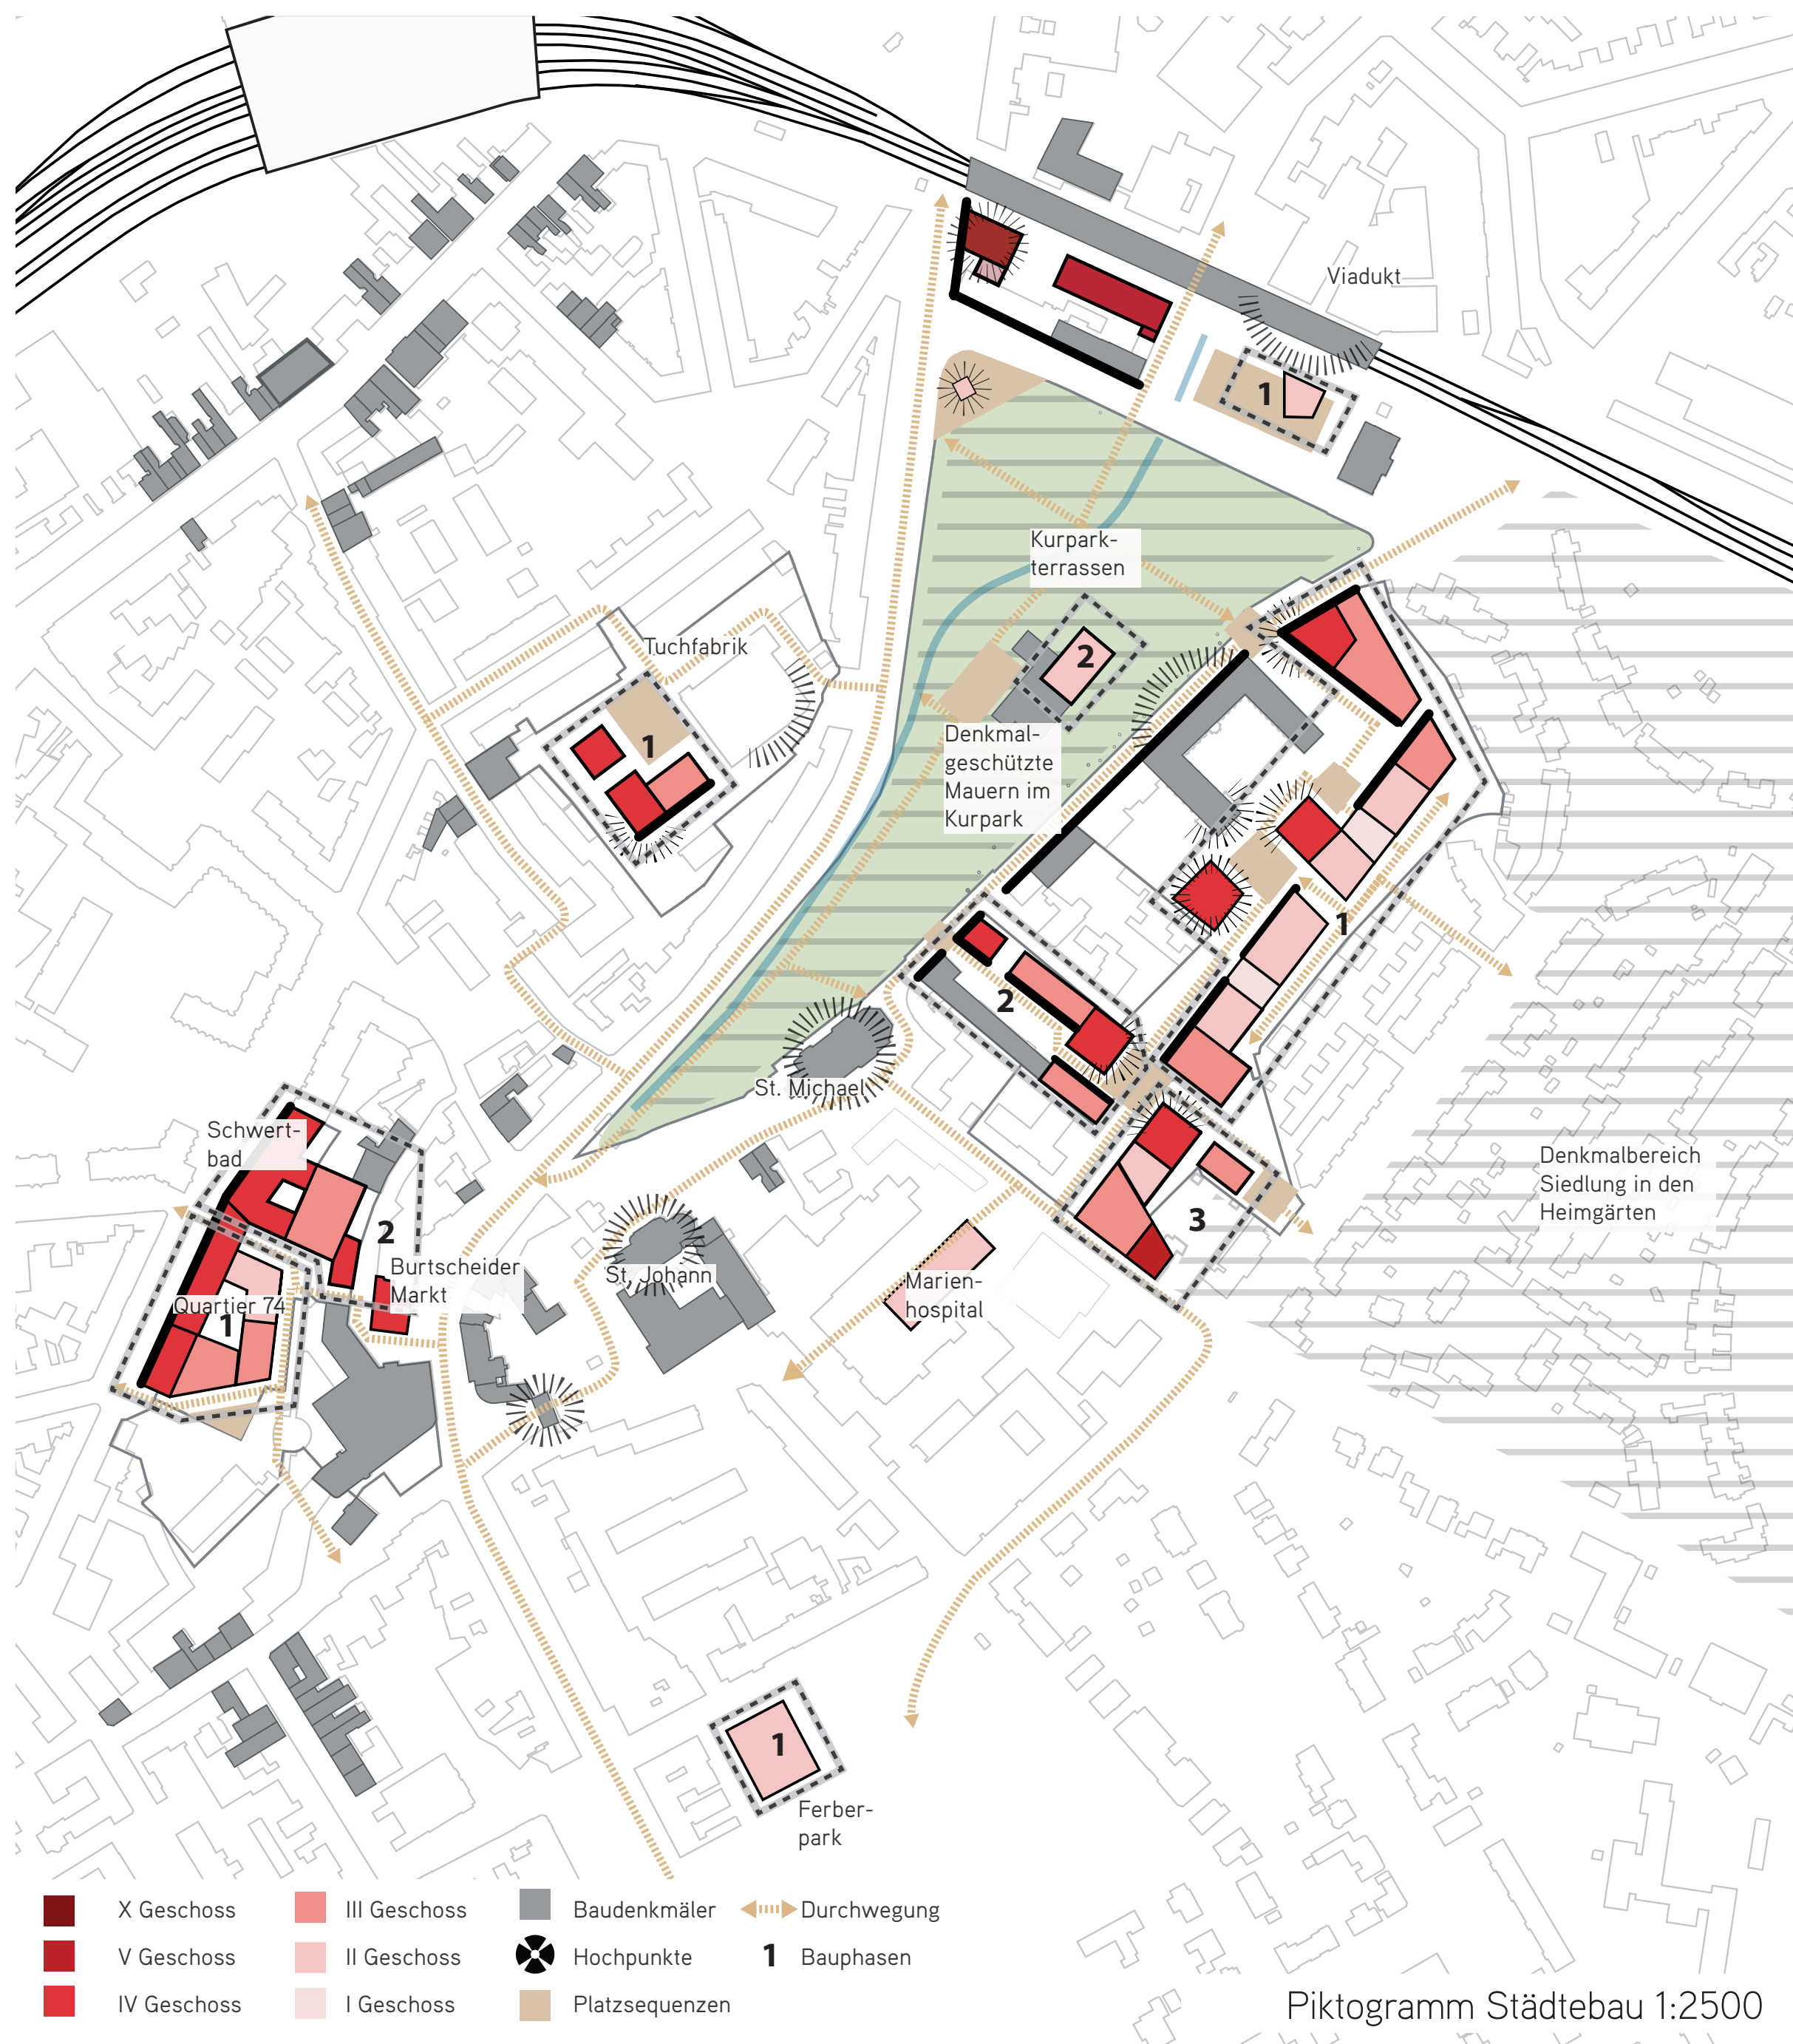 Viadukt
1
Kurpark-
terrassen
Tuchfabrik
2
1
Denkmal-
geschützte
Mauern im
Kurpark
1
2
St. Michael
Schwert-
bad
Denkmalbereich
Siedlung in den
Heimgärten
3
2
Burtscheider
Markt
St. Johann
Marien-
hospital
Quartier 74
1
1
Ferber-
park
X Geschoss
V Geschoss
IV Geschoss
III Geschoss
II Geschoss
I Geschoss
Baudenkmäler
Hochpunkte
Platzsequenzen
Durchwegung
1 Bauphasen
Piktogramm Städtebau 1:2500